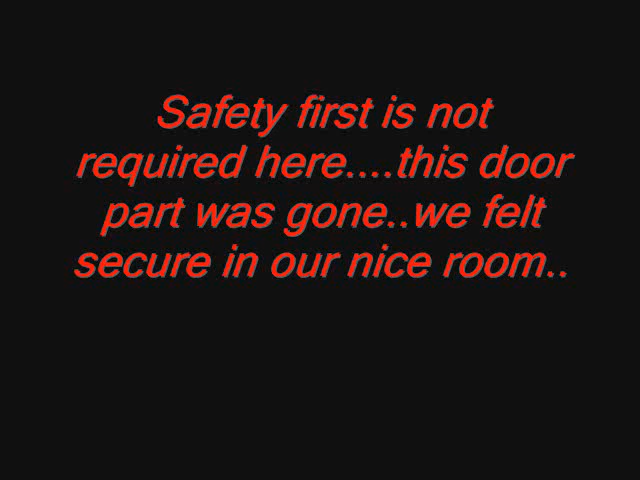 Safety first is not
required here....this door
part was gone..we felt
secure in our nice room..